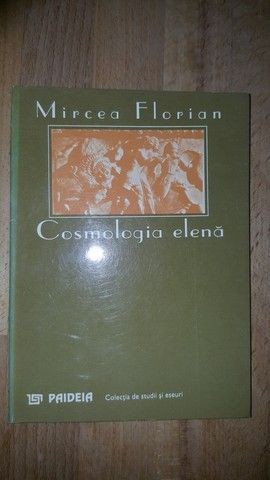 Mircea Florian
Cosmologia elenă
PAIDEIA
Colecția de studii și eseuri